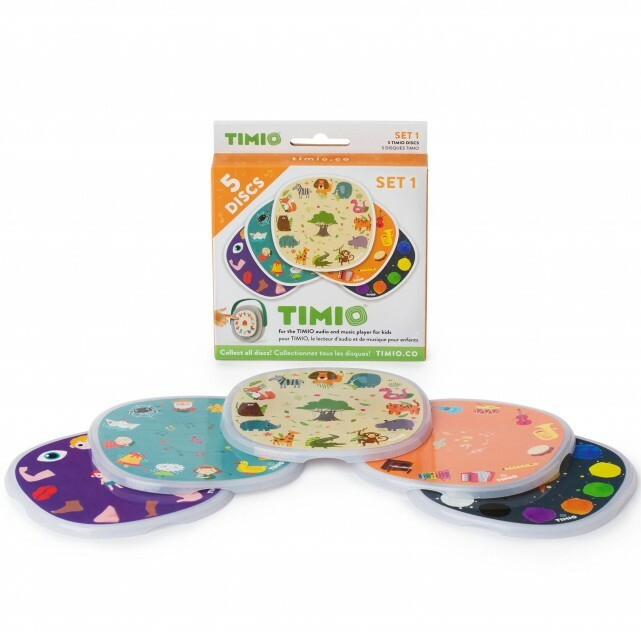 TIMIO
SET 1
5 TIMIO DISCS
5 DISQUES TIMIO
timio.co
5
DISCS
SET 1
TIMIO
for the TIMIO audio and music player for kids
pour TIMIO, le lecteur d'audio et de musique pour enfants
Collect all discs! Collectionnez tous les disques! TIMIO.CO
TIMIO
TIMIO